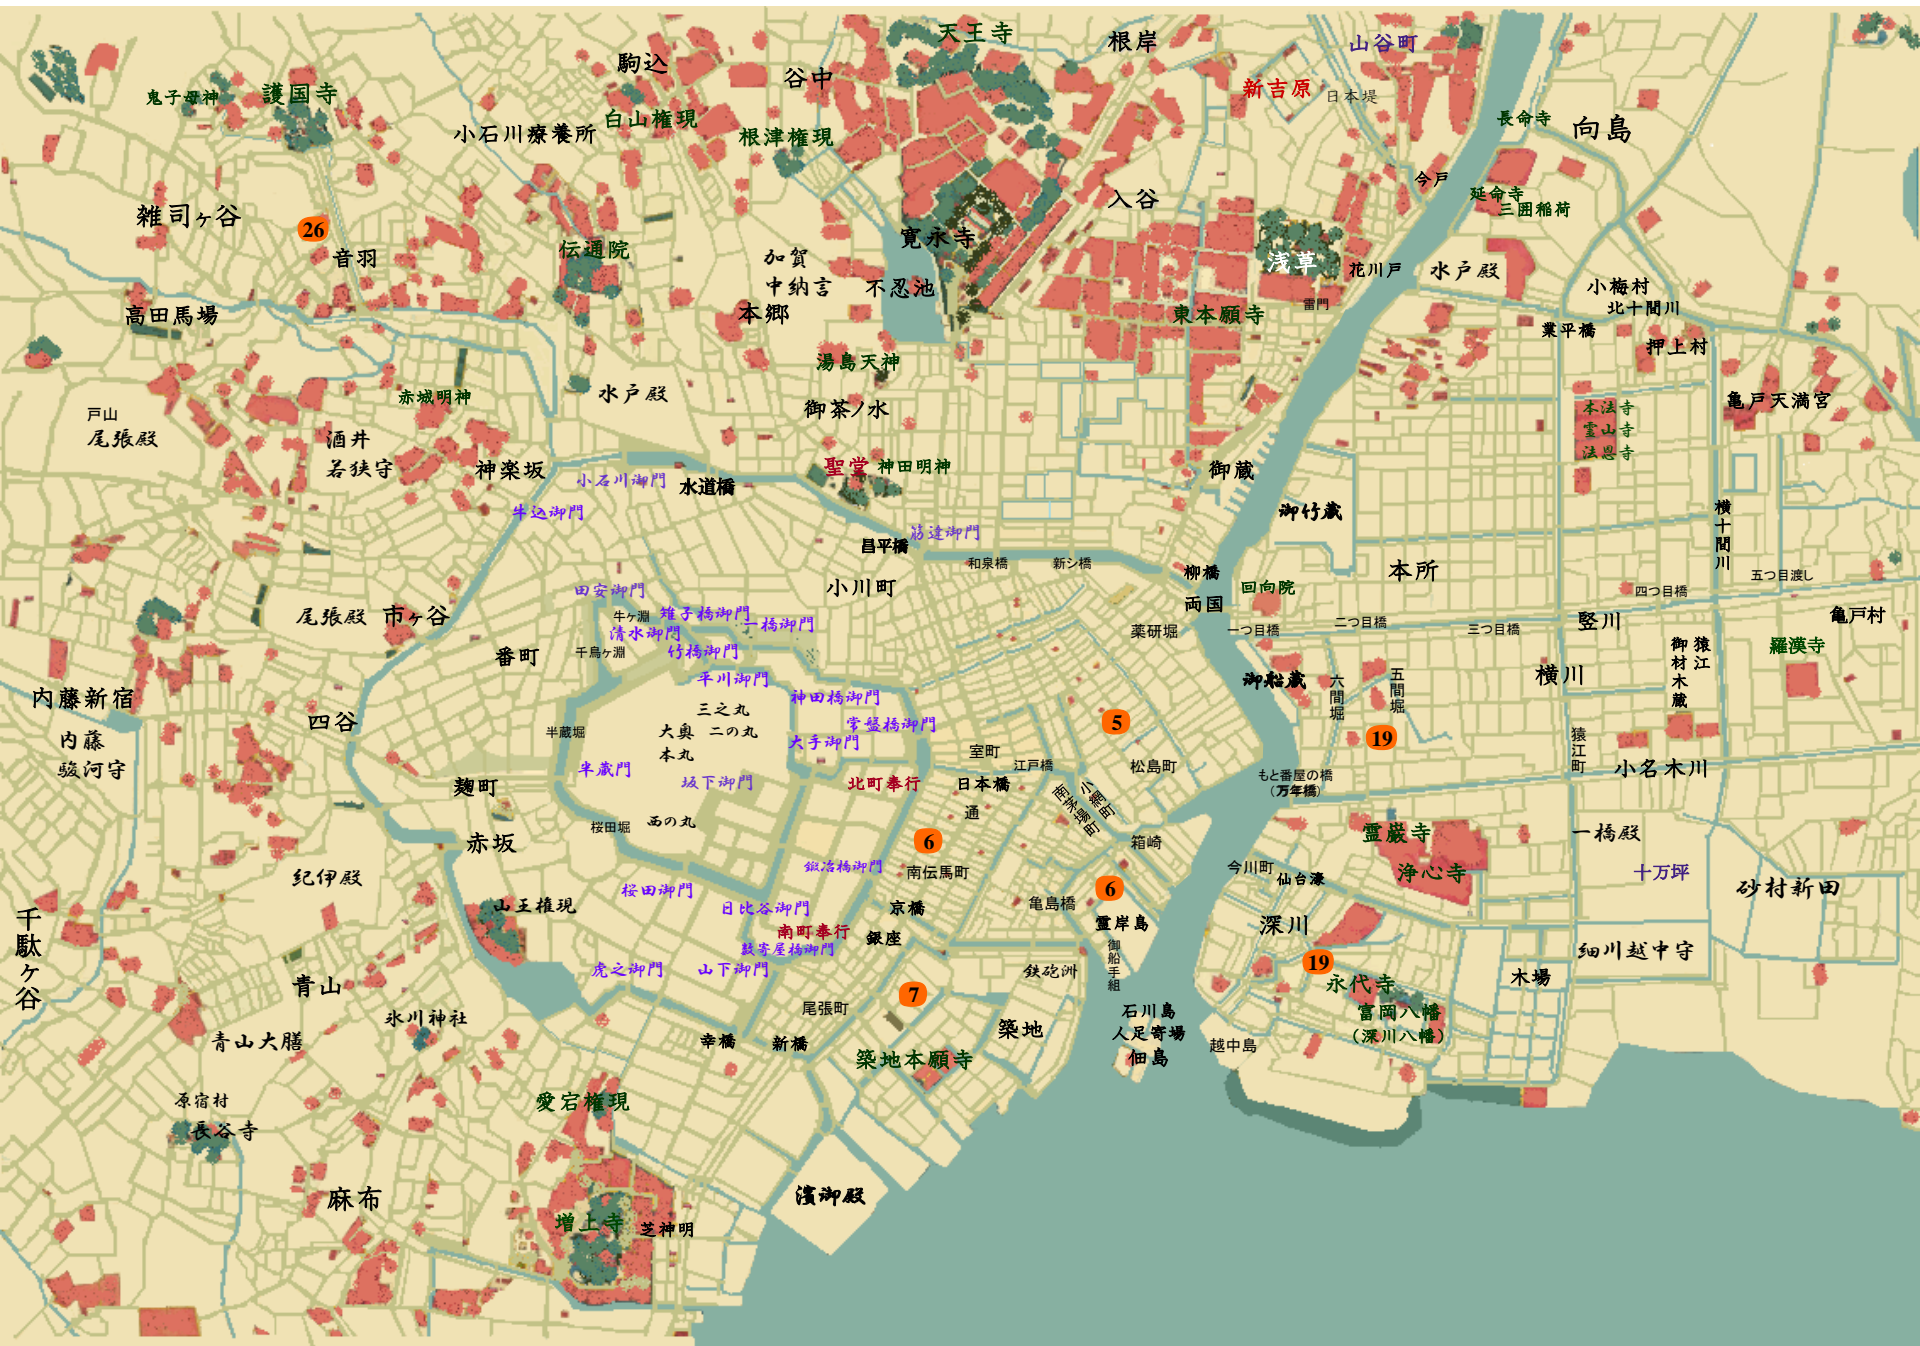 天王寺
根岸
山谷町
駒込
谷中
鬼子母神
護国寺
新吉原
日本堤
白山権現
小石川療養所
根津権現
長命寺
向島
今戸
延命寺
三囲稲荷
入谷
雑司ヶ谷
26
音羽
伝通院
寛永寺
加賀
中納言
不忍池
浅草
花川戸
水戸殿
小梅村
北十間川
雷門
高田馬場
本郷
東本願寺
業平橋
押上村
湯島天神
赤城明神
水戸殿
御茶ノ水
本法寺
霊山寺
法恩寺
亀戸天満宮
戸山
尾張殿
酒井
若狭守
神楽坂
小石川御門
水道橋
聖堂
神田明神
御蔵
牛込御門
御竹蔵
横十間川
昌平橋
筋違御門
和泉橋
新シ橋
柳橋
両国
回向院
本所
五つ目渡し
四つ目橋
小川町
田安御門
尾張殿
市ヶ谷
牛ヶ淵
雉子橋御門
一橋御門
清水御門
竹橋御門
千鳥ヶ淵
番町
薬研堀
一つ目橋
二つ目橋
三つ目橋
竪川
亀戸村
猿江
御材木蔵
羅漢寺
平川御門
神田橋御門
御船蔵
六間堀
五間堀
横川
内藤新宿
四谷
三之丸
大奥
二の丸
本丸
常盤橋御門
大手御門
5
19
半蔵堀
内藤
駿河守
半蔵門
坂下御門
北町奉行
室町
江戸橋
日本橋
松島町
もと番屋の橋
（万年橋）
猿江町
小名木川
麹町
通
小網町
南茅場町
桜田堀
西の丸
赤坂
6
箱崎
霊巌寺
一橋殿
鍛冶橋御門
南伝馬町
今川町
仙台濠
浄心寺
十万坪
砂村新田
紀伊殿
桜田御門
6
亀島橋
霊岸島
山王権現
日比谷御門
京橋
南町奉行
銀座
数寄屋橋御門
深川
千駄ヶ谷
虎之御門
山下御門
鉄砲洲
御船手組
19
永代寺
細川越中守
木場
青山
7
尾張町
石川島
人足寄場
佃島
富岡八幡
（深川八幡）
氷川神社
青山大膳
幸橋
新橋
築地
越中島
築地本願寺
原宿村
長谷寺
愛宕権現
麻布
濱御殿
増上寺
芝神明